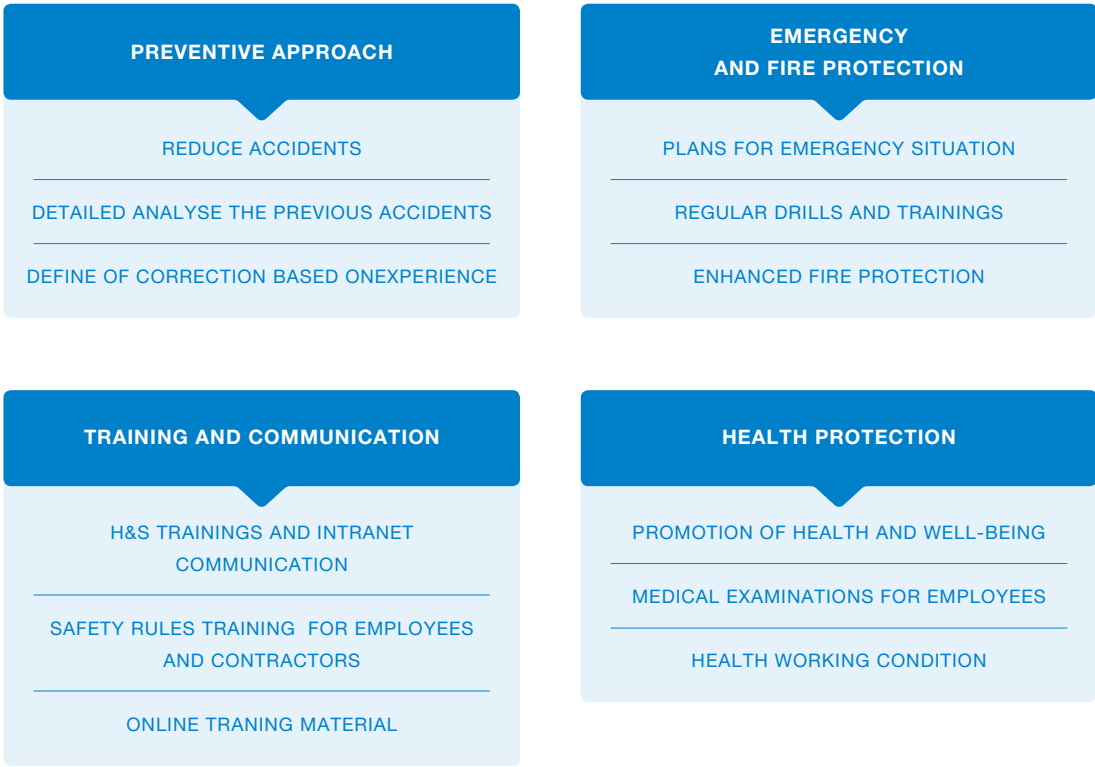 PREVENTIVE APPROACH
REDUCE ACCIDENTS
DETAILED ANALYSE THE PREVIOUS ACCIDENTS
DEFINE OF CORRECTION BASED ONEXPERIENCE
EMERGENCY
AND FIRE PROTECTION
PLANS FOR EMERGENCY SITUATION
REGULAR DRILLS AND TRAININGS
ENHANCED FIRE PROTECTION
TRAINING AND COMMUNICATION
H&S TRAININGS AND INTRANET
COMMUNICATION
SAFETY RULES TRAINING  FOR EMPLOYEES
AND CONTRACTORS
ONLINE TRANING MATERIAL
HEALTH PROTECTION
PROMOTION OF HEALTH AND WELL-BEING
MEDICAL EXAMINATIONS FOR EMPLOYEES
HEALTH WORKING CONDITION